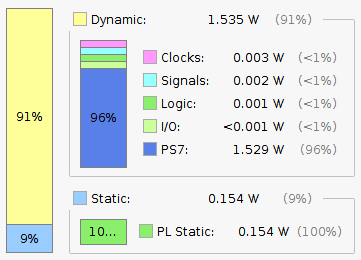 Dynamic: 1.535 W (91%)
Clocks: 0.003 W (<1%)
Signals: 0.002 W (<1%)
Logic: 0.001 W (<1%)
I/O: <0.001 W (<1%)
PS7: 1.529 W (96%)
91%
96%
Static: 0.154 W (9%)
9%
10...
PL Static: 0.154 W (100%)